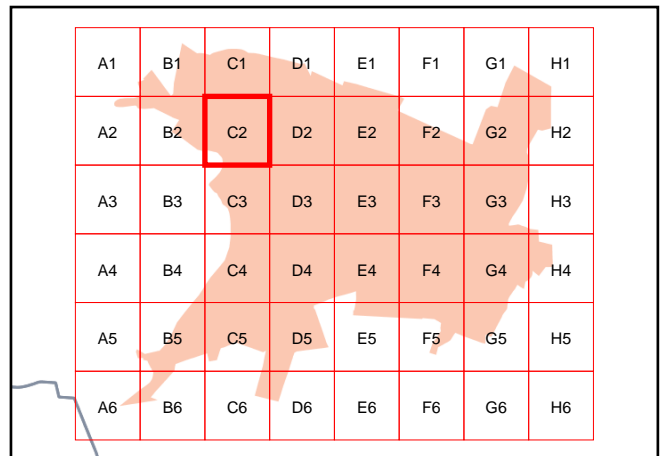 A1 B1 C1 D1 E1 F1 G1 H1
A2 B2 C2 D2 E2 F2 G2 H2
A3 B3 C3 D3 E3 F3 G3 H3
A4 B4 C4 D4 E4 F4 G4 H4
A5 B5 C5 D5 E5 F5 G5 H5
A6 B6 C6 D6 E6 F6 G6 H6